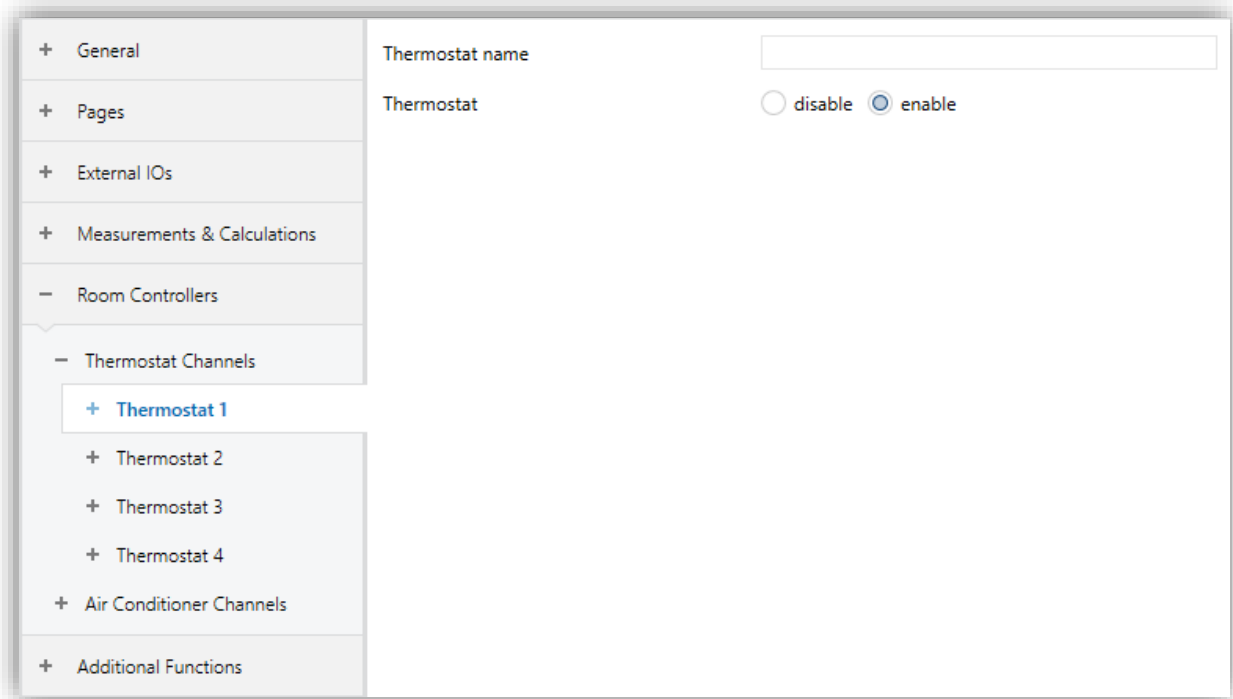 General
Pages
External IOs
Measurements & Calculations
Room Controllers
Thermostat Channels
Thermostat 1
Thermostat 2
Thermostat 3
Thermostat 4
Air Conditioner Channels
Additional Functions
Thermostat name
Thermostat disable enable